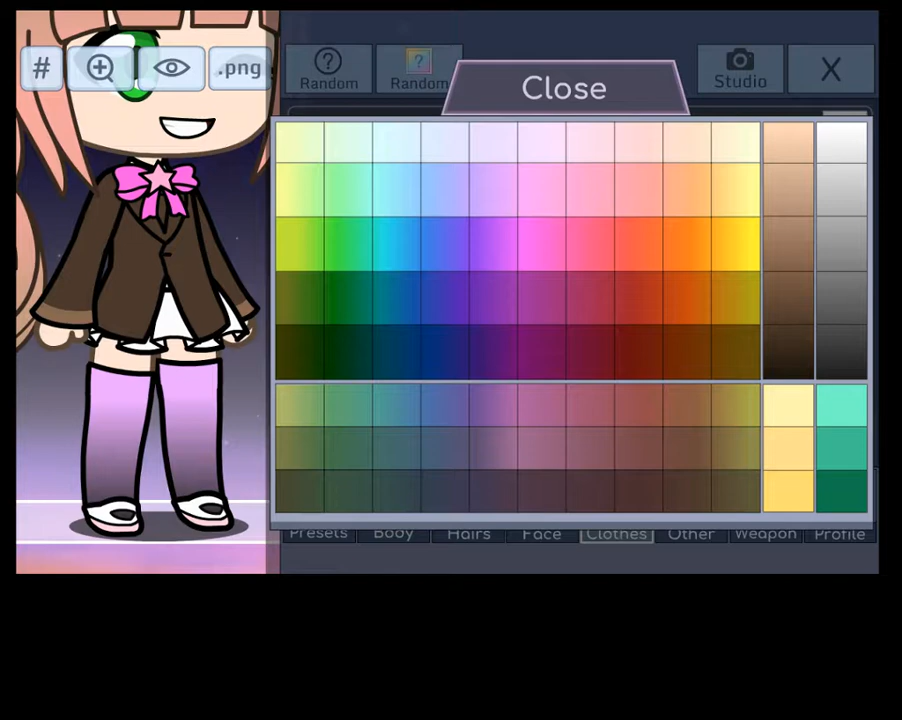 #
.png
? Random
? Random
Studio
X
Close
Presets Body Hairs Face Clothes Other Weapon Profile